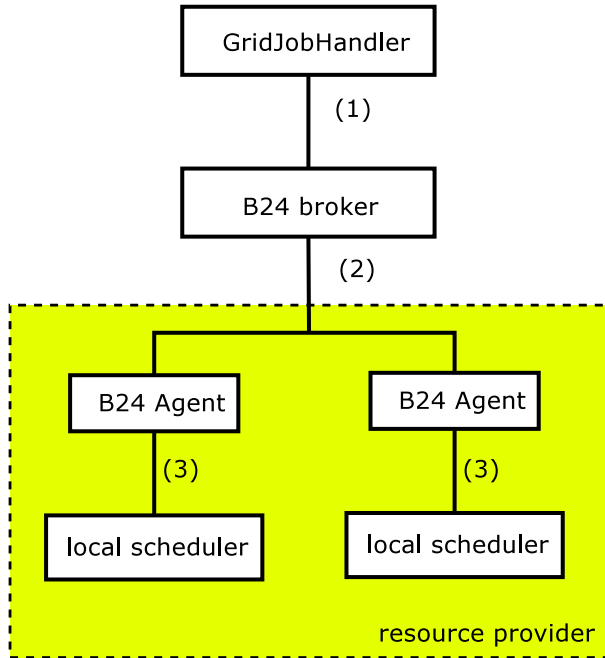 GridJobHandler
(1)
B24 broker
(2)
B24 Agent
B24 Agent
(3)
(3)
local scheduler
local scheduler
resource provider